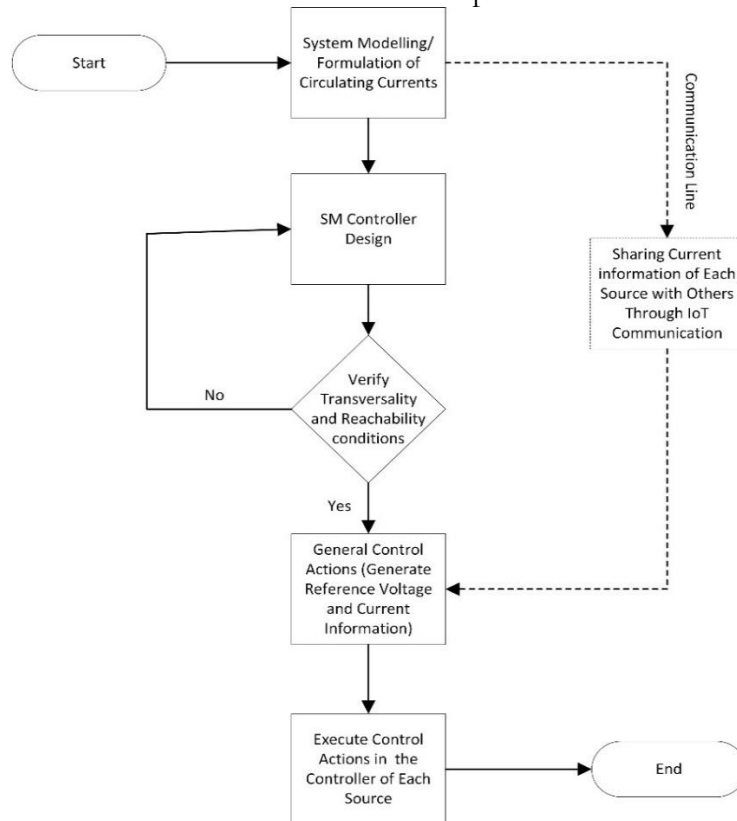 Start
System Modelling/
Formulation of
Circulating Currents
Communication Line
SM Controller
Design
Sharing Current
information of Each
Source with Others
Through IoT
Communication
Verify
Transversality
and Reachability
conditions
No
Yes
General Control
Actions (Generate
Reference Voltage
and Current
Information)
Execute Control
Actions in the
Controller of Each
Source
End